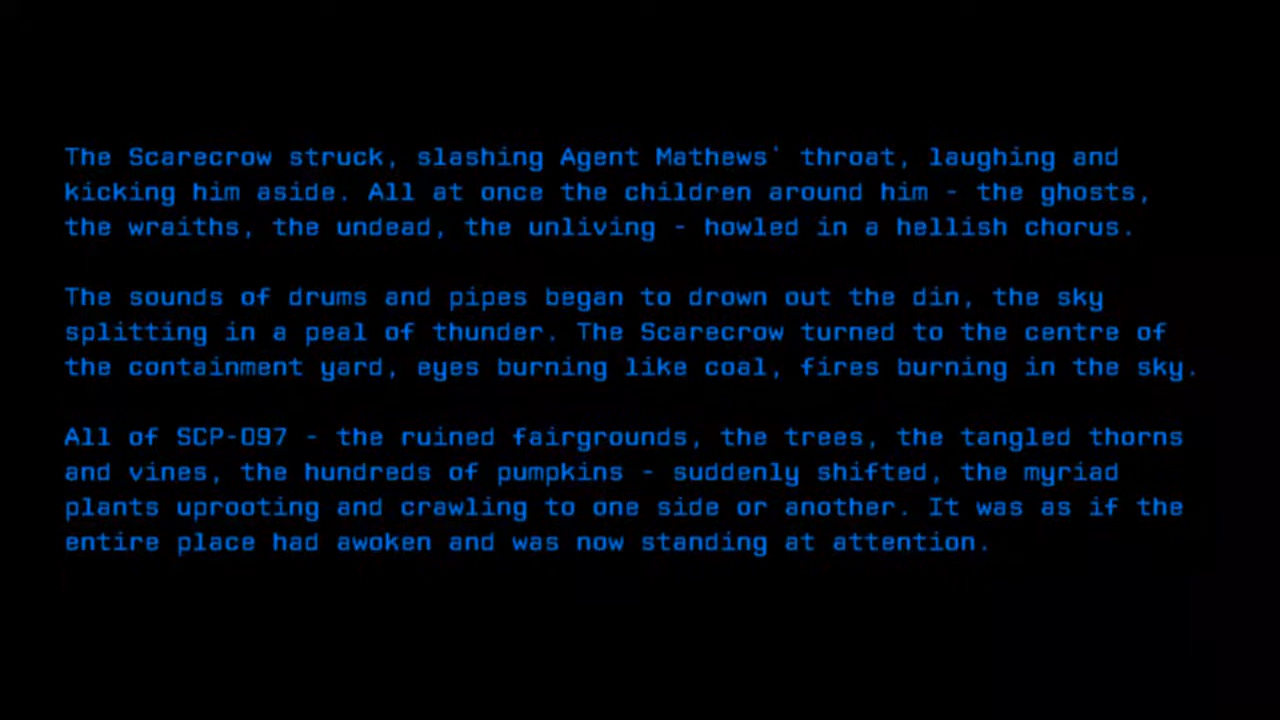 The Scarecrow struck, slashing Agent Mathews' throat, laughing and
kicking him aside. All at once the children around him - the ghosts,
the wraiths, the undead, the unliving - howled in a hellish chorus.
The sounds of drums and pipes began to drown out the din, the sky
splitting in a peal of thunder. The Scarecrow turned to the centre of
the containment yard, eyes burning like coal, fires burning in the sky.
All of SCP-097 - the ruined fairgrounds, the trees, the tangled thorns
and vines, the hundreds of pumpkins - suddenly shifted, the myriad
plants uprooting and crawling to one side or another. It was as if the
entire place had awoken and was now standing at attention.